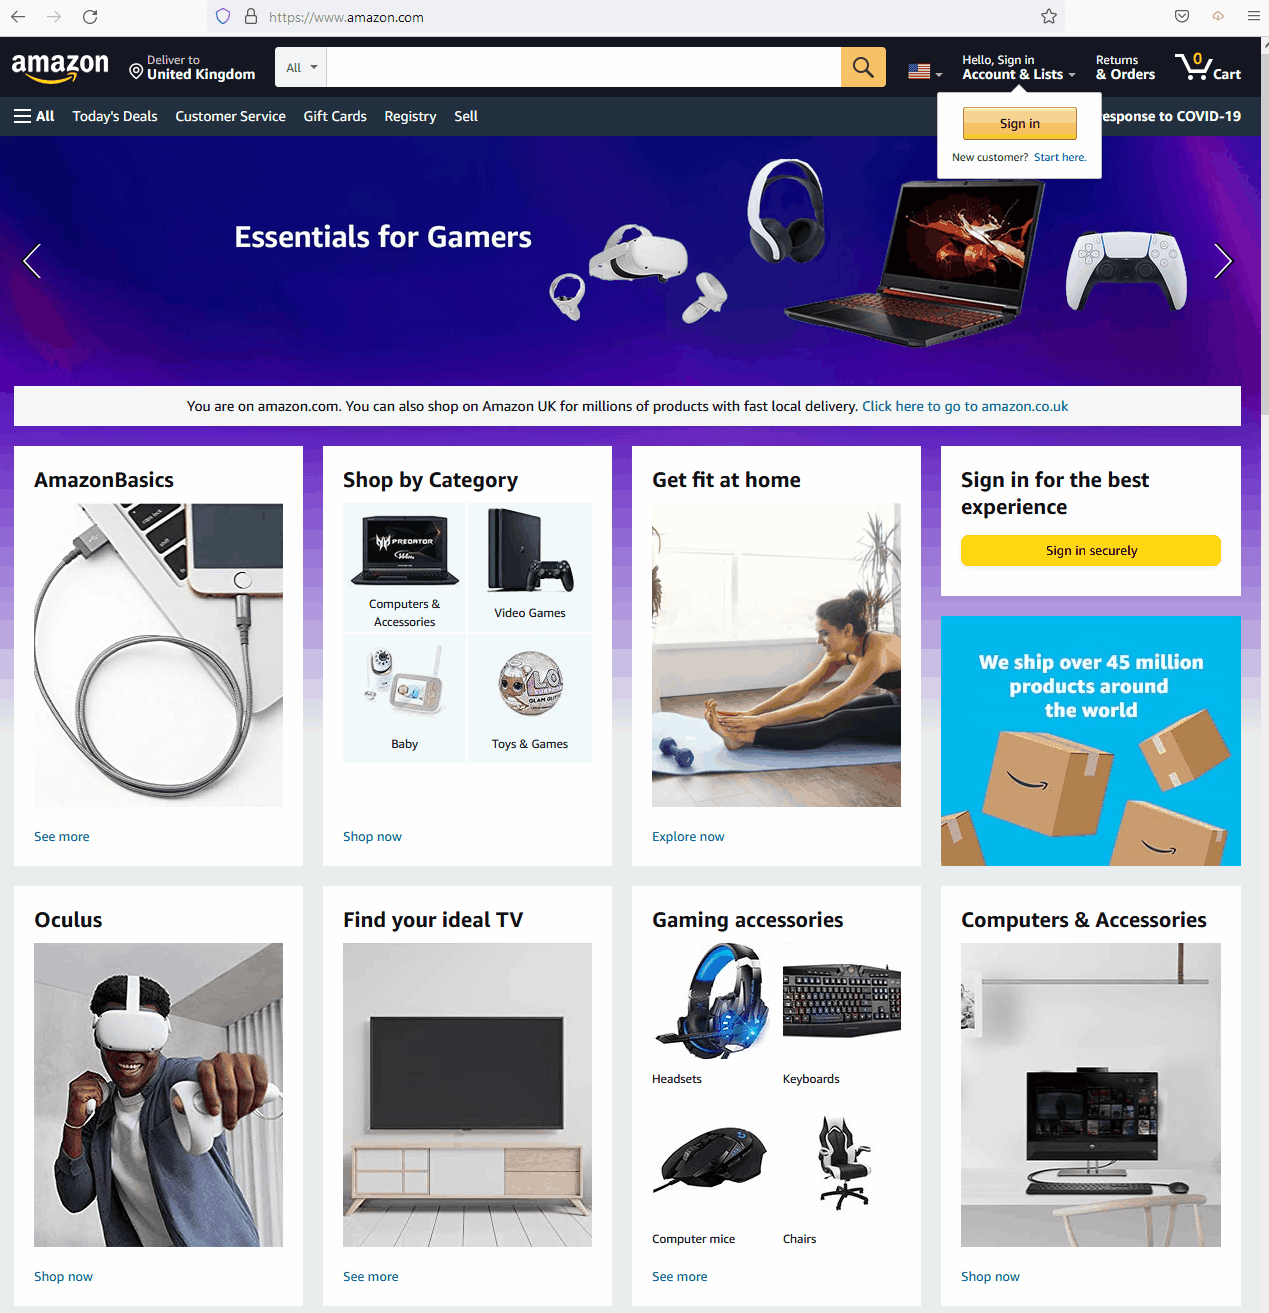 https://www.amazon.com
amazon
Deliver to
United Kingdom
All
Hello, Sign in
Account & Lists
Returns
& Orders
0
Cart
All
Today's Deals
Customer Service
Gift Cards
Registry
Sell
esponse to COVID-19
Sign in
New customer? Start here.
Essentials for Gamers
You are on amazon.com. You can also shop on Amazon UK for millions of products with fast local delivery. Click here to go to amazon.co.uk
AmazonBasics
See more
Shop by Category
PREDATOR
Computers &
Accessories
Video Games
Baby
L.O.L
SURPRISE
GLAM GLITTER
Toys & Games
Shop now
Get fit at home
Explore now
Sign in for the best
experience
Sign in securely
We ship over 45 million
products around
the world
Oculus
Shop now
Find your ideal TV
See more
Gaming accessories
Headsets
Keyboards
Computer mice
Chairs
See more
Computers & Accessories
Shop now